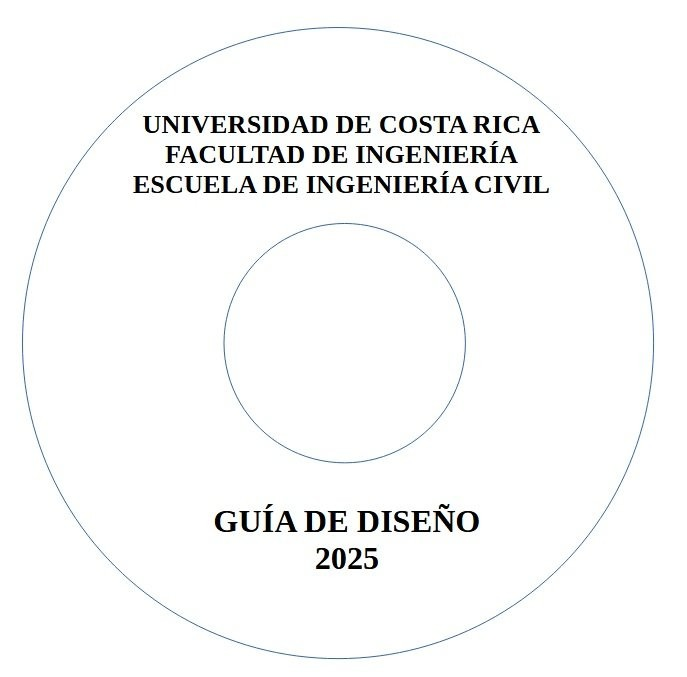 UNIVERSIDAD DE COSTA RICA
FACULTAD DE INGENIERÍA
ESCUELA DE INGENIERÍA CIVIL
GUÍA DE DISEÑO
2025